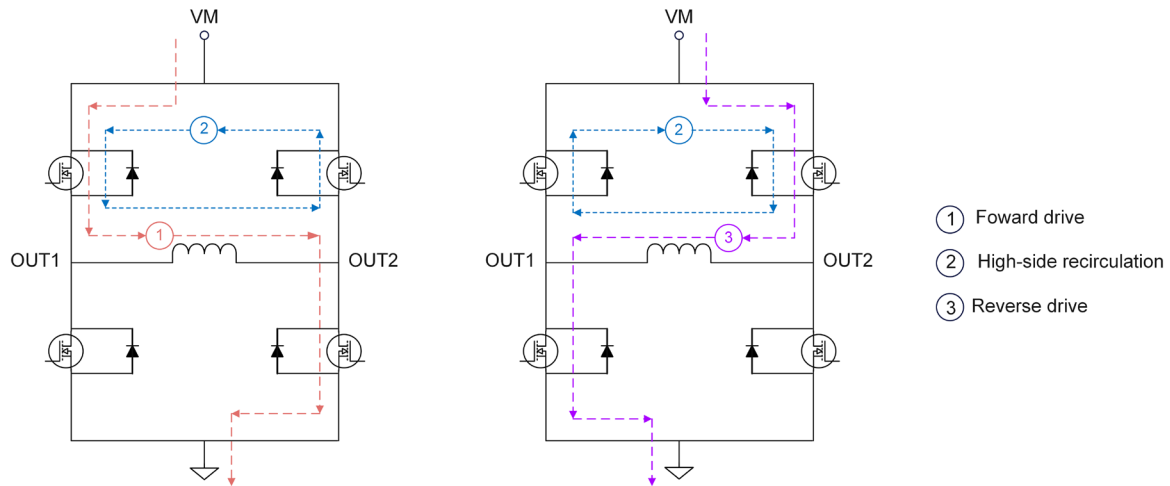 VM
2
1
OUT1
OUT2
VM
2
3
OUT1
OUT2
1 Foward drive
2 High-side recirculation
3 Reverse drive